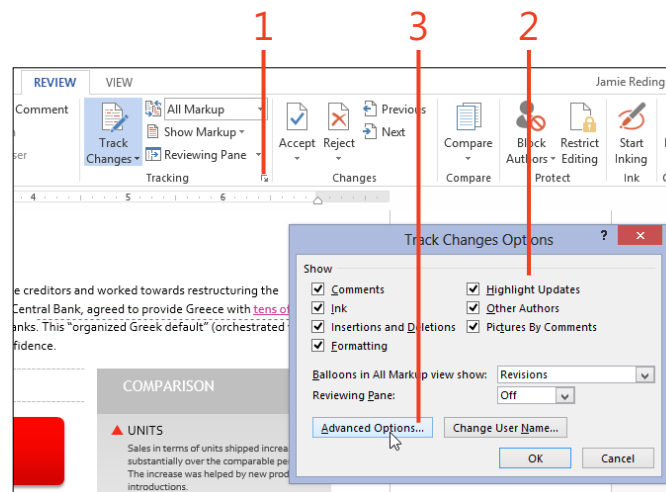 1 3 2
REVIEW VIEW Jamie Reding
Comment
Track Changes
All Markup
Show Markup
Reviewing Pane
Tracking
Accept Reject
Previous
Next
Changes
Compare
Compare
Block Authors
Restrict Editing
Protect
Start Inking
Ink
4 5 6
e creditors and worked towards restructuring the
Central Bank, agreed to provide Greece with tens of
anks. This “organized Greek default” (orchestrated
fidence.
COMPARISON
UNITS
Sales in terms of units shipped increa
substantially over the comparable pe
The increase was helped by new prod
introductions.
Track Changes Options ?
Show
Comments Highlight Updates
Ink Other Authors
Insertions and Deletions Pictures By Comments
Formatting
Balloons in All Markup view show: Revisions
Reviewing Pane: Off
Advanced Options... Change User Name...
OK Cancel